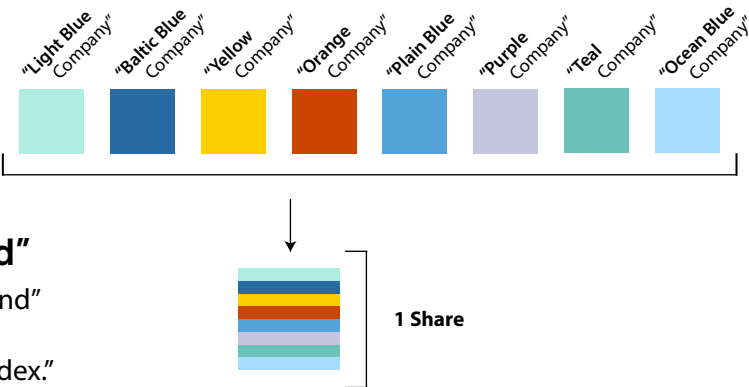 "Light Blue
Company"
"Baltic Blue
Company"
"Yellow
Company"
"Orange
Company"
"Plain Blue
Company"
"Purple
Company"
"Teal
Company"
"Ocean Blue
Company"
d"
nd"
1 Share
dex."